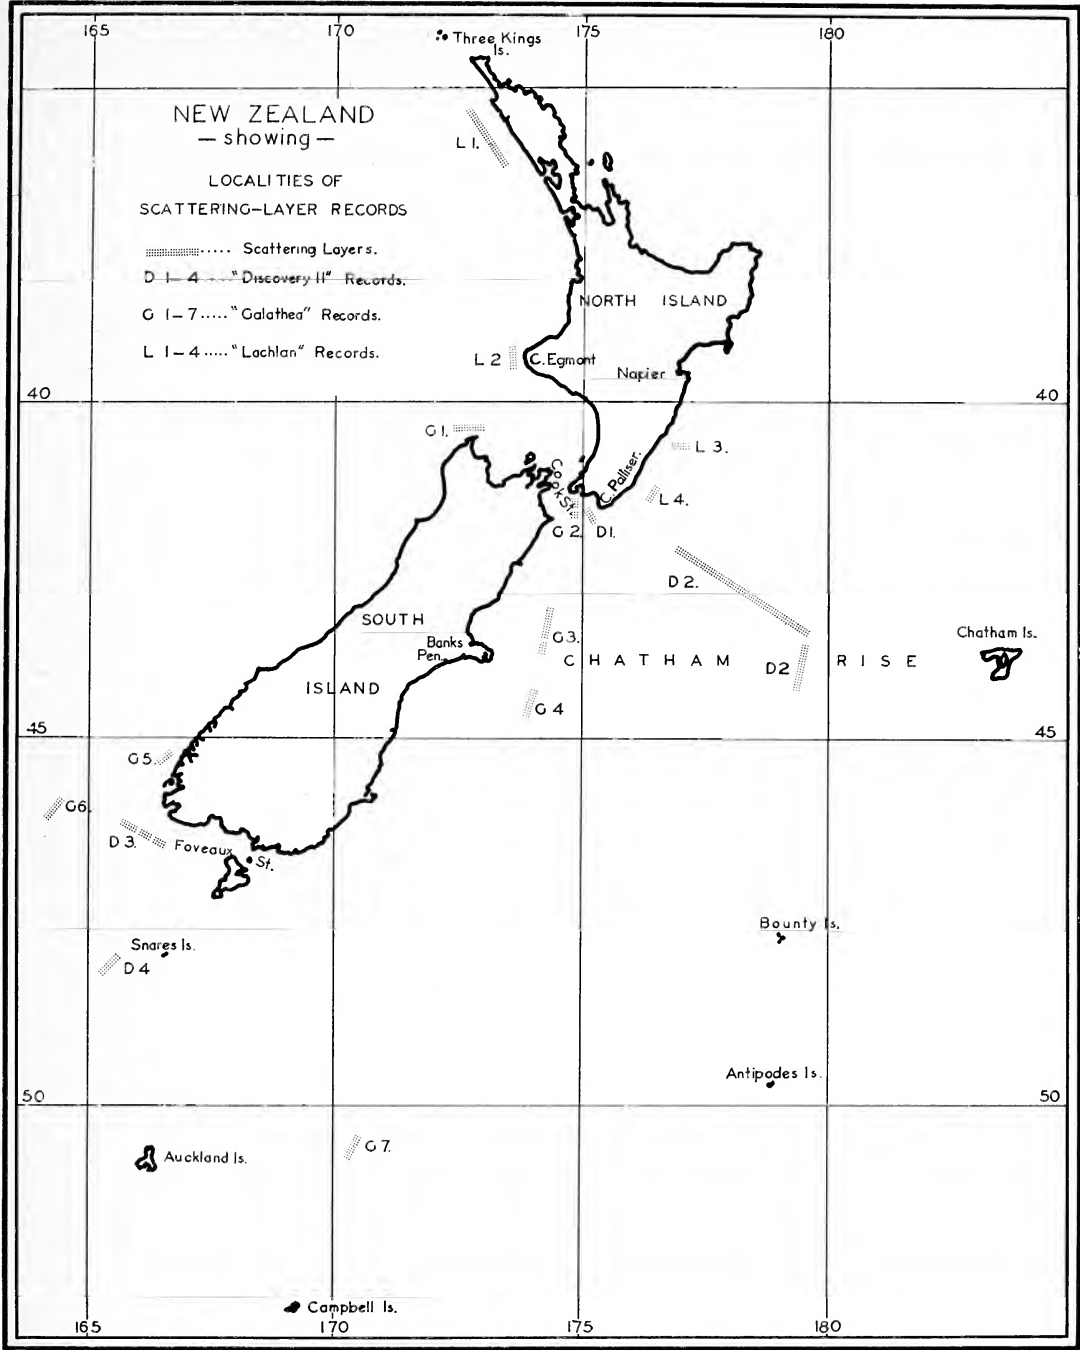 165 170 175 180
Three Kings
Is.
NEW ZEALAND
— showing —
LOCALITIES OF
SCATTERING-LAYER RECORDS
..... Scattering Layers.
D 1-4 ..... "Discovery II" Records.
G 1-7 ..... "Galathea" Records.
L 1-4 ..... "Lachlan" Records.
L 1.
NORTH ISLAND
L 2
C. Egmont
Napier
40 40
G 1.
L 3.
Cook St.
C. Palliser.
L 4.
G 2. D 1.
D 2.
SOUTH
ISLAND
Banks
Pen.
G 3.
CHATHAM RISE
D 2
Chatham Is.
G 4
45 45
G 5.
G 6.
D 3.
Foveaux
St.
Snares Is.
D 4
Bounty Is.
Antipodes Is.
50 50
Auckland Is.
G 7.
Campbell Is.
165 170 175 180